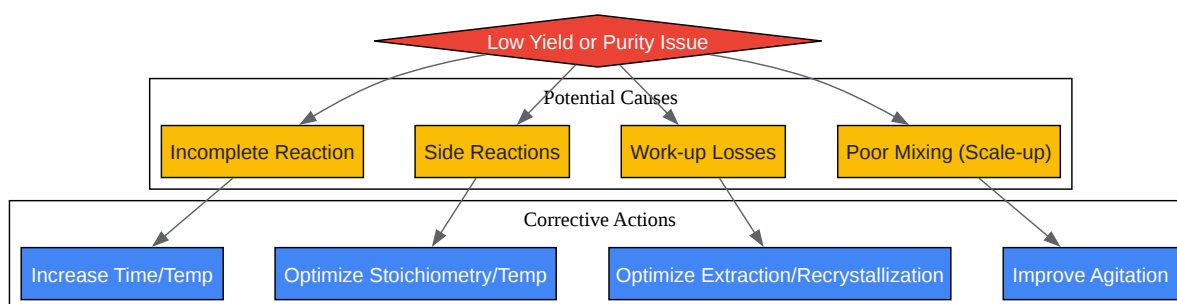 Low Yield or Purity Issue
Potential Causes
Incomplete Reaction
Side Reactions
Work-up Losses
Poor Mixing (Scale-up)
Corrective Actions
Increase Time/Temp
Optimize Stoichiometry/Temp
Optimize Extraction/Recrystallization
Improve Agitation